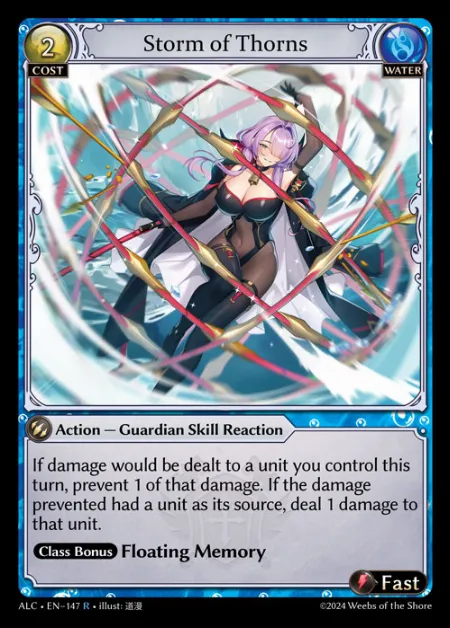 2
Storm of Thorns
COST
WATER
Action — Guardian Skill Reaction
If damage would be dealt to a unit you control this
turn, prevent 1 of that damage. If the damage
prevented had a unit as its source, deal 1 damage to
that unit.
Class Bonus Floating Memory
Fast
ALC • EN-147 R • illust: 道漫
©2024 Weebs of the Shore